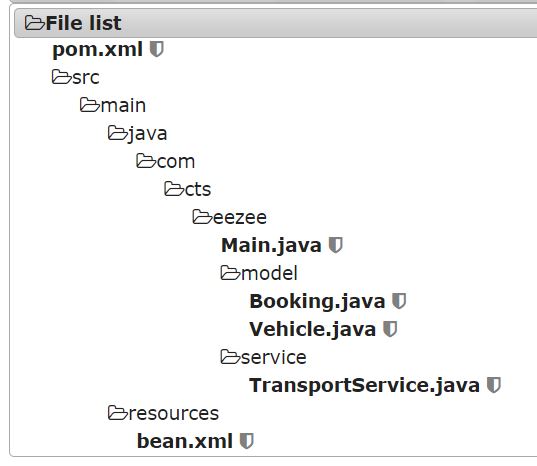 File list
pom.xml
src
main
java
com
cts
eezee
Main.java
model
Booking.java
Vehicle.java
service
TransportService.java
resources
bean.xml